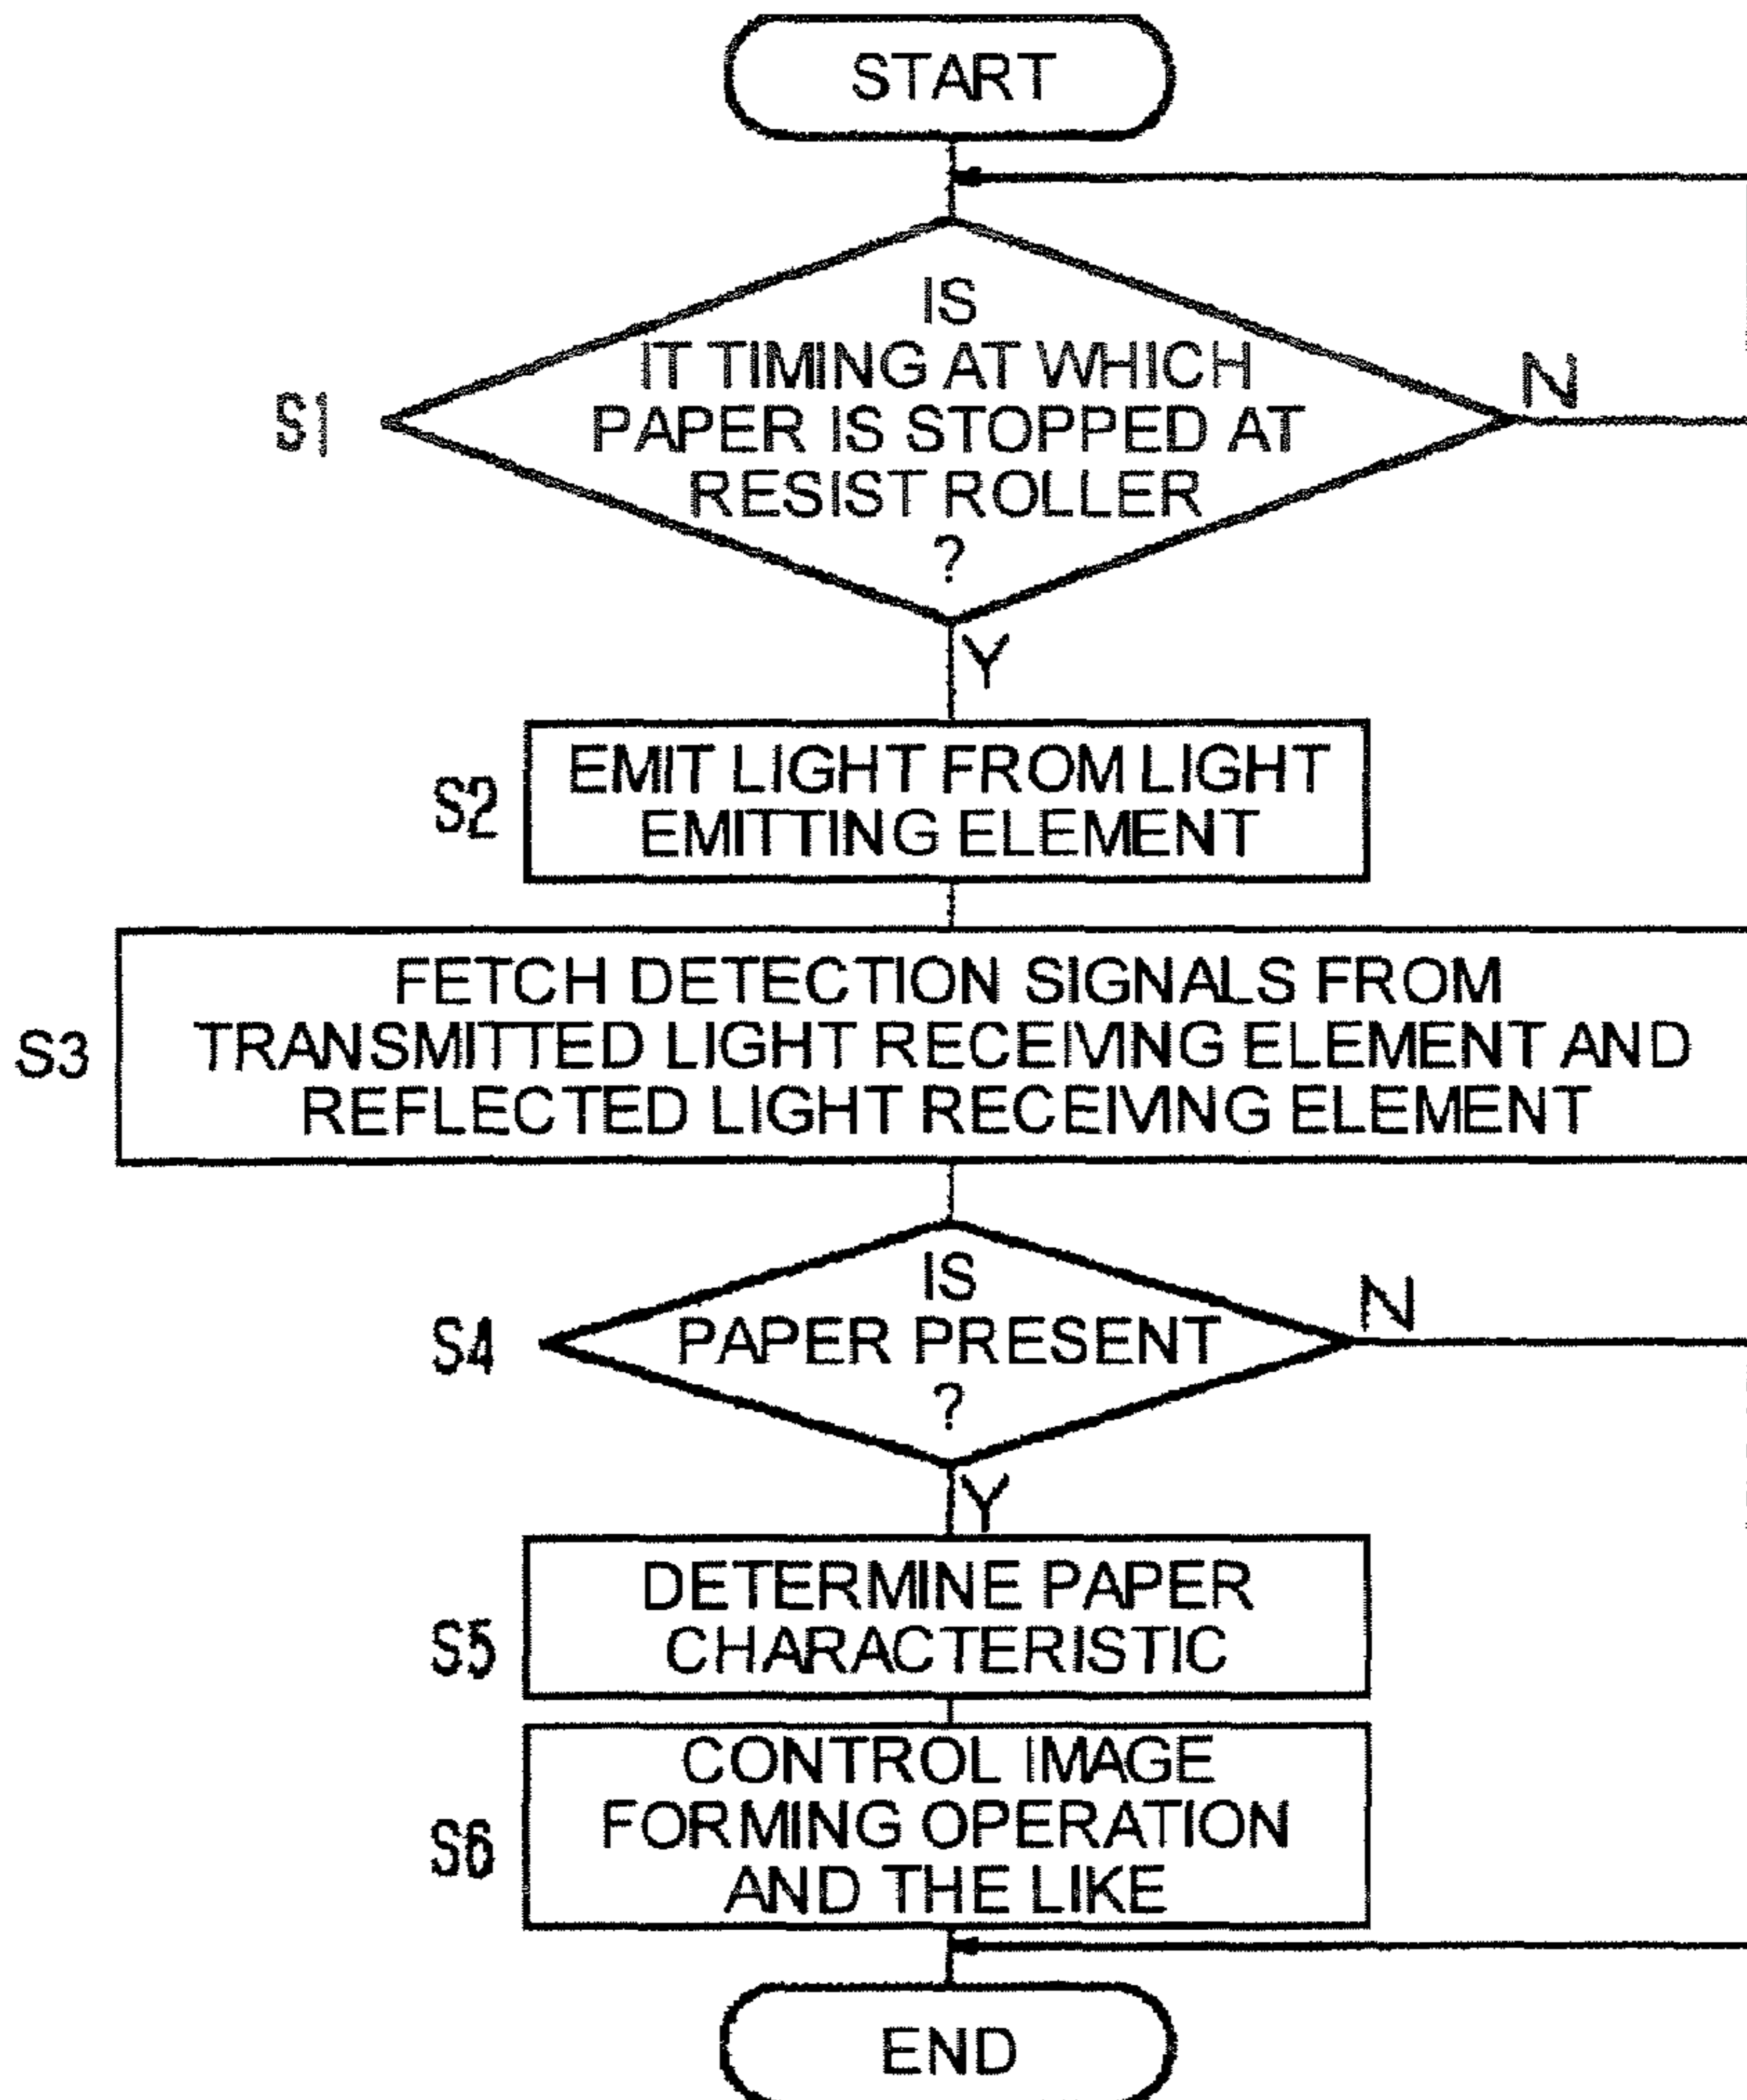 START
IS
IT TIMING AT WHICH
PAPER IS STOPPED AT
RESIST ROLLER
?
S1
N
Y
EMIT LIGHT FROM LIGHT
EMITTING ELEMENT
S2
FETCH DETECTION SIGNALS FROM
TRANSMITTED LIGHT RECEIVING ELEMENT AND
REFLECTED LIGHT RECEIVING ELEMENT
S3
IS
PAPER PRESENT
?
S4
N
Y
DETERMINE PAPER
CHARACTERISTIC
S5
CONTROL IMAGE
FORMING OPERATION
AND THE LIKE
S6
END